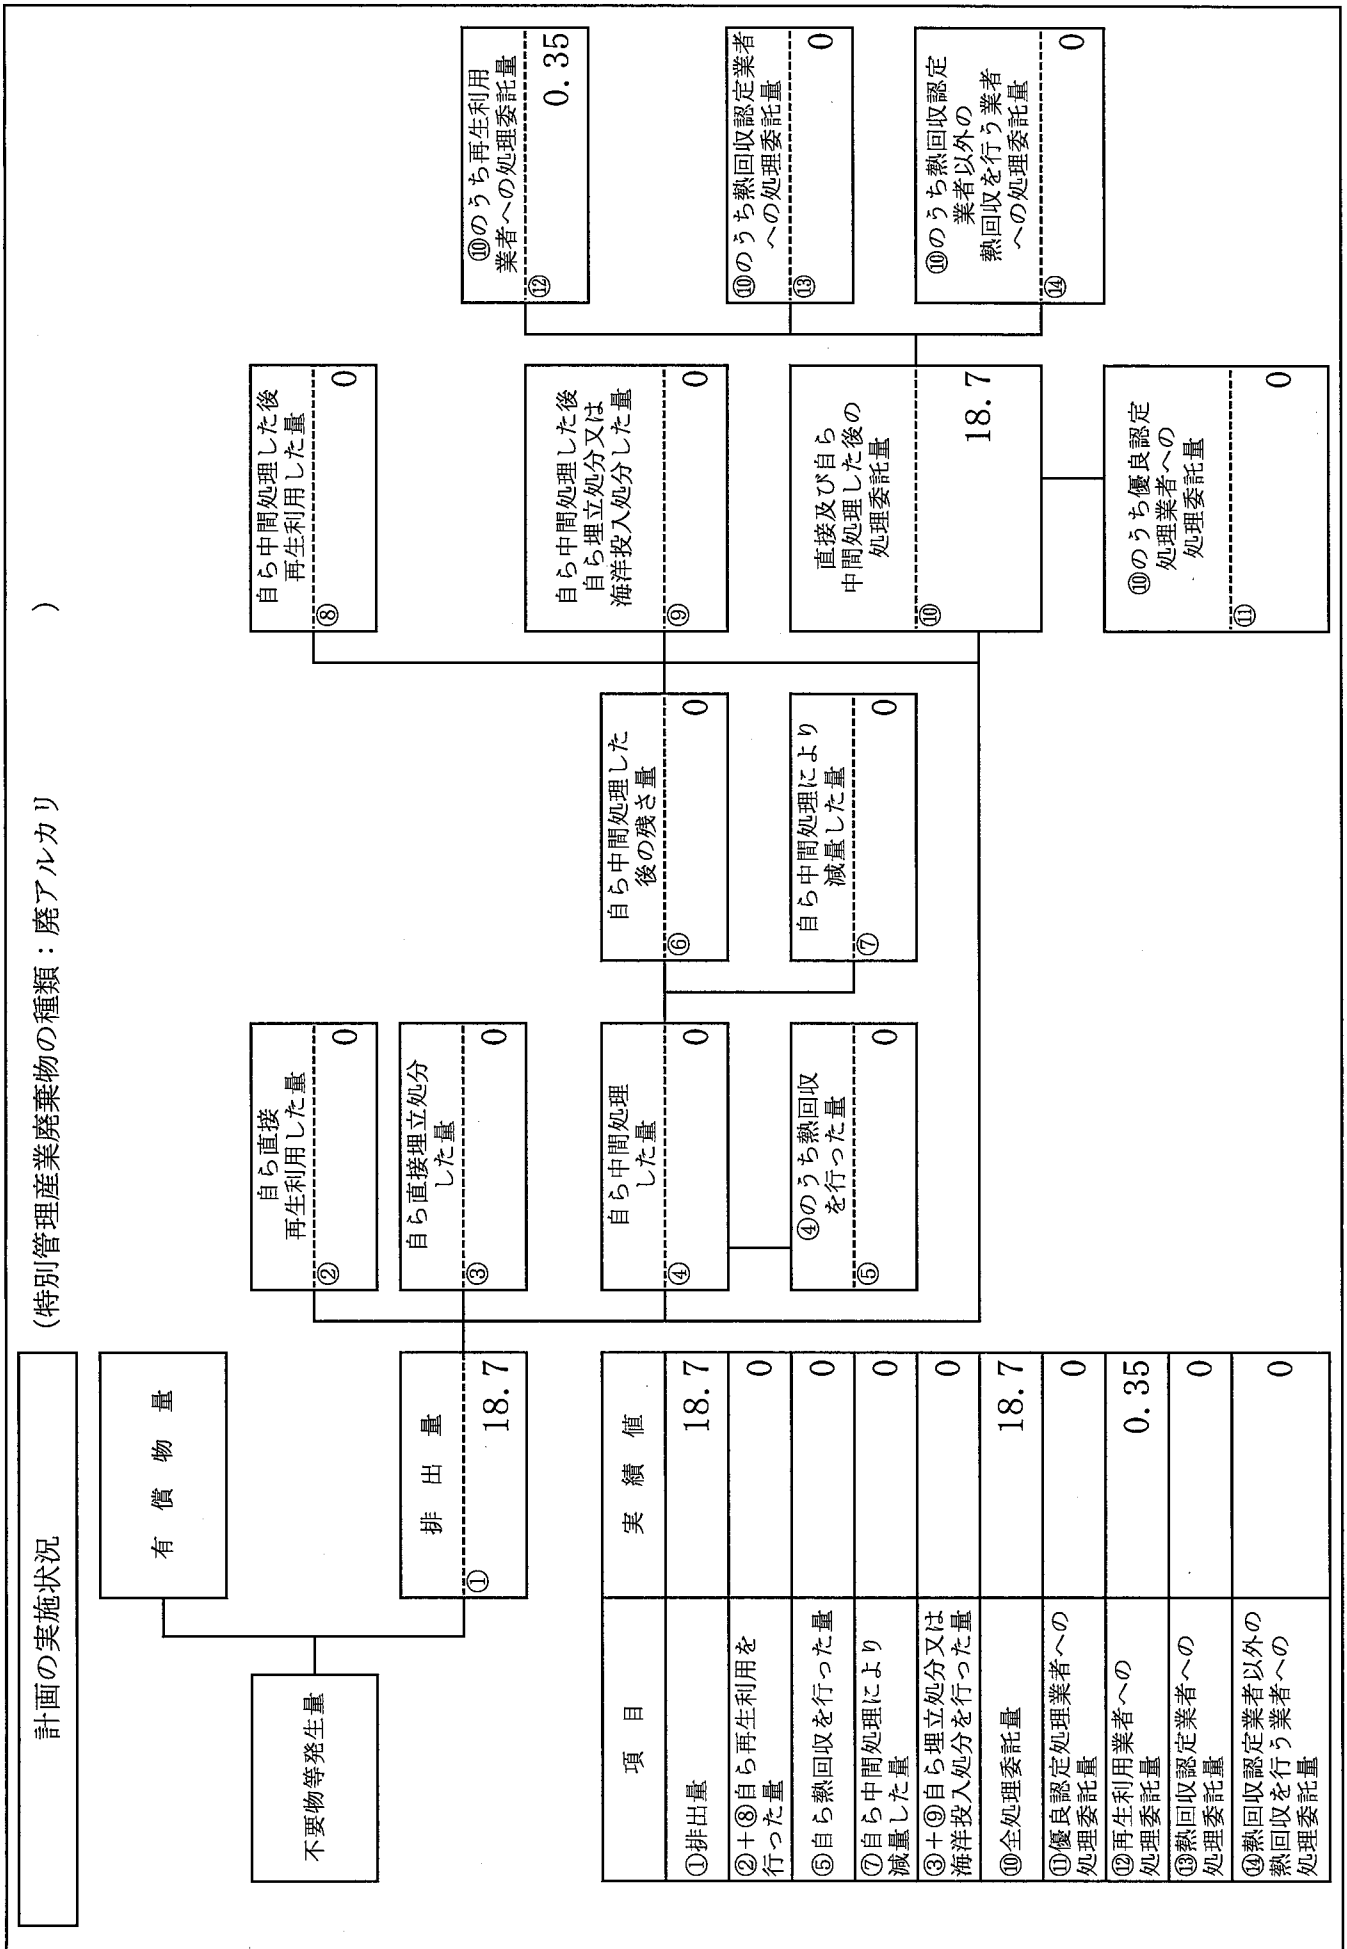 計画の実施状況
(特別管理産業廃棄物の種類：廃アルカリ
)
不要物等発生量
有償物量
排出量
①
18.7
自ら直接
再生利用した量
②
0
自ら直接埋立処分
した量
③
0
自ら中間処理
した量
④
0
④のうち熱回収
を行った量
⑤
0
自ら中間処理した
後の残さ量
⑥
0
自ら中間処理により
減量した量
⑦
0
自ら中間処理した後
再生利用した量
⑧
0
自ら中間処理した後
自ら埋立処分又は
海洋投入処分した量
⑨
0
直接及び自ら
中間処理した後の
処理委託量
⑩
18.7
⑩のうち優良認定
処理業者への
処理委託量
⑪
0
⑩のうち再生利用
業者への処理委託量
⑫
0.35
⑩のうち熱回収認定業者
への処理委託量
⑬
0
⑩のうち熱回収認定
業者以外の
熱回収を行う業者
への処理委託量
⑭
0
項目
実績値
①排出量
18.7
②＋⑧自ら再生利用を
行った量
0
⑤自ら熱回収を行った量
0
⑦自ら中間処理により
減量した量
0
③＋⑨自ら埋立処分又は
海洋投入処分を行った量
0
⑩全処理委託量
18.7
⑪優良認定処理業者への
処理委託量
0
⑫再生利用業者への
処理委託量
0.35
⑬熱回収認定業者への
処理委託量
0
⑭熱回収認定業者以外の
熱回収を行う業者への
処理委託量
0